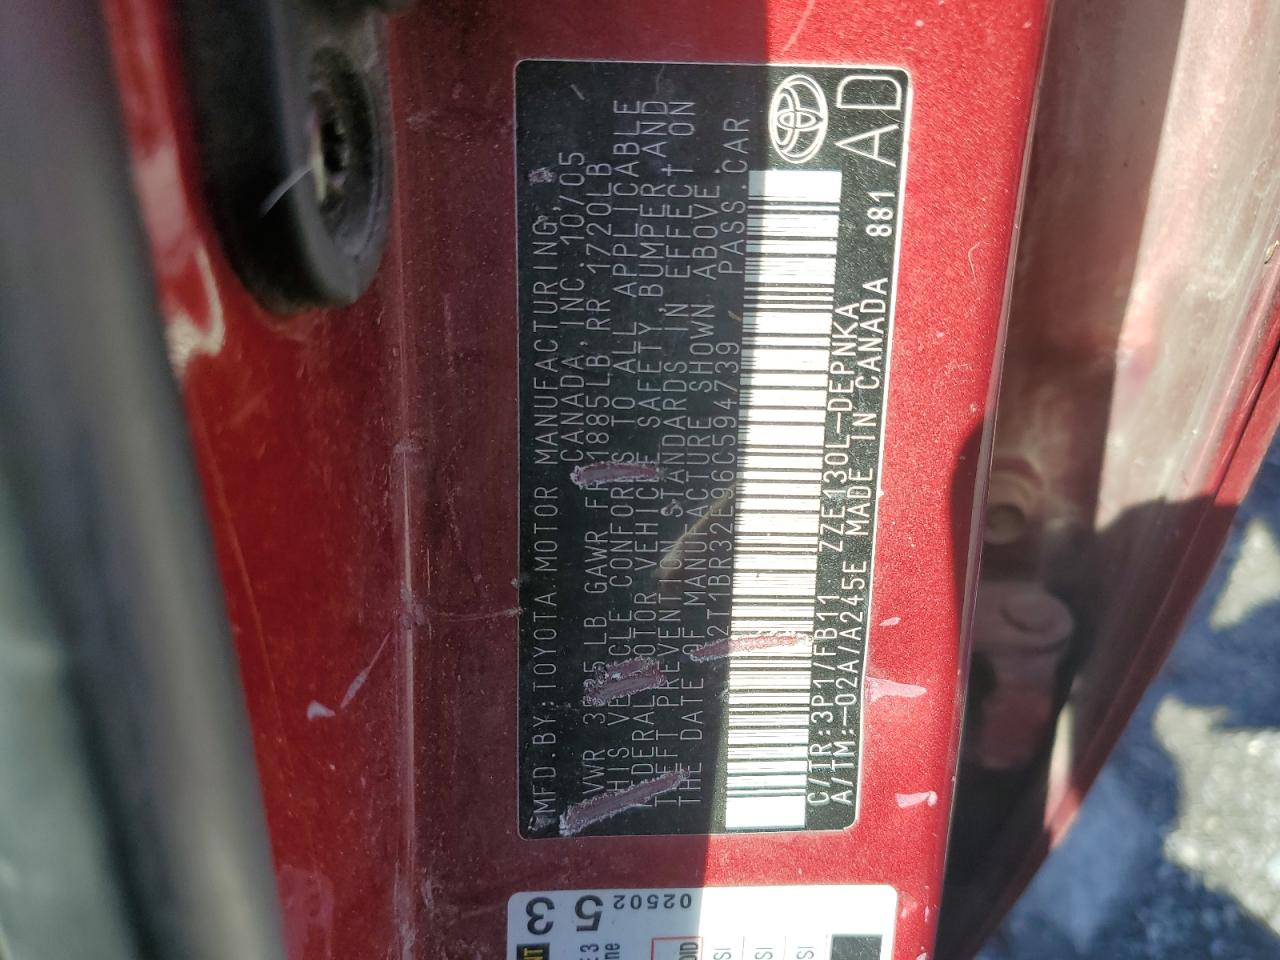 MFD.BY:TOYOTA MOTOR MANUFACTURING,
CANADA,INC.10/05
GAWR FR 1885LB,RR 1720LB
THIS VEHICLE CONFORMS TO ALL APPLICABLE
FEDERAL MOTOR VEHICLE SAFETY,BUMPER,AND
THEFT PREVENTION STANDARDS IN EFFECT ON
THE DATE OF MANUFACTURE SHOWN ABOVE.
2T1BR32E96C594739 PASS.CAR
C/TR:3P1/FB11 ZZE130L-DEPNKA
A/TM:-02A/A245E MADE IN CANADA 881
AD
3
5
02502